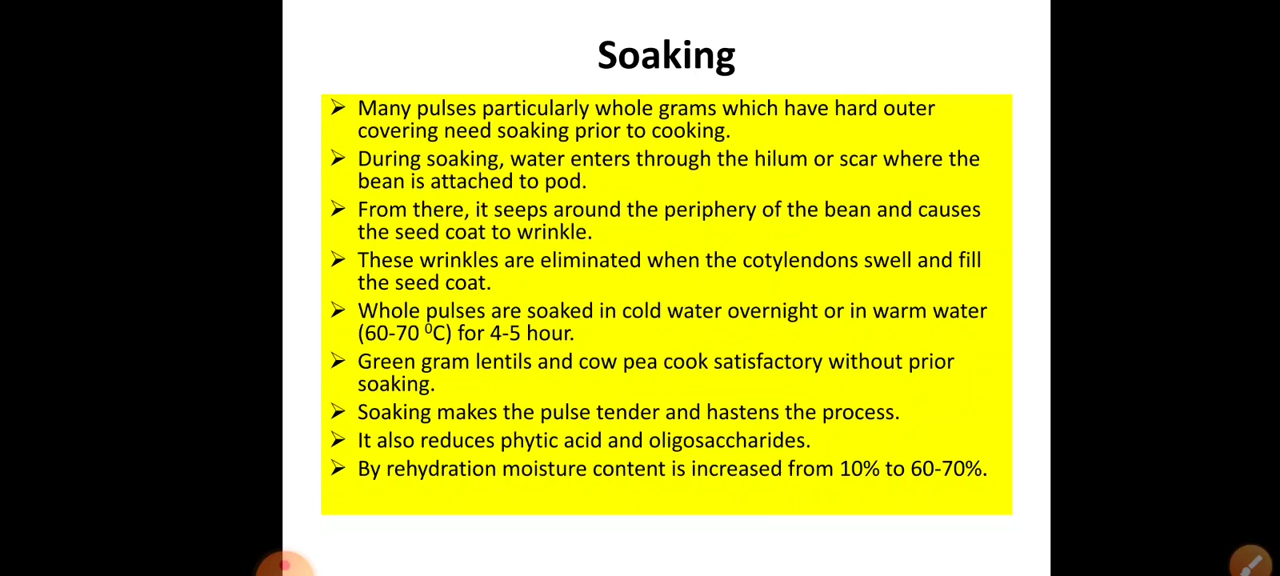 Soaking
➢ Many pulses particularly whole grams which have hard outer
covering need soaking prior to cooking.
➢ During soaking, water enters through the hilum or scar where the
bean is attached to pod.
➢ From there, it seeps around the periphery of the bean and causes
the seed coat to wrinkle.
➢ These wrinkles are eliminated when the cotylendons swell and fill
the seed coat.
➢ Whole pulses are soaked in cold water overnight or in warm water
(60-70 ⁰C) for 4-5 hour.
➢ Green gram lentils and cow pea cook satisfactory without prior
soaking.
➢ Soaking makes the pulse tender and hastens the process.
➢ It also reduces phytic acid and oligosaccharides.
➢ By rehydration moisture content is increased from 10% to 60-70%.